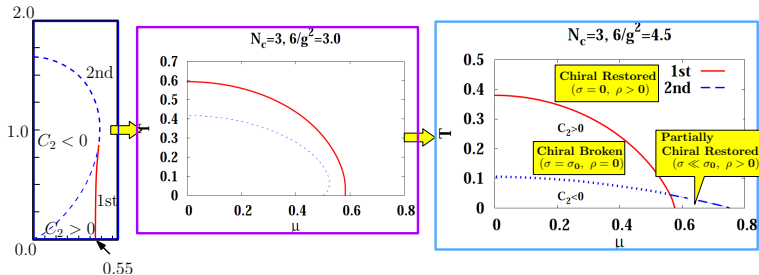 2.0
2nd
1.0
C₂ < 0
1st
C₂ > 0
0.0
0.55
N_c=3, 6/g²=3.0
0.7
0.6
0.5
0.4
0.3
0.2
0.1
0
T
0 0.2 0.4 0.6 0.8
μ
N_c=3, 6/g²=4.5
0.5
0.4
0.3
0.2
0.1
0
T
1st
2nd
Chiral Restored
(σ = 0, ρ > 0)
C₂>0
Chiral Broken
(σ = σ₀, ρ = 0)
Partially
Chiral Restored
(σ ≪ σ₀, ρ > 0)
C₂<0
0 0.2 0.4 0.6 0.8
μ